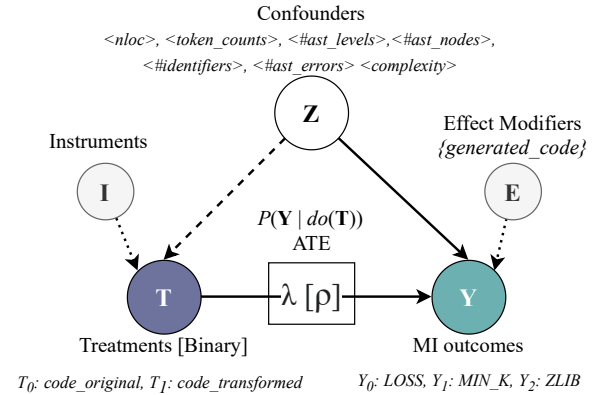 Confounders
<nloc>, <token_counts>, <#ast_levels>,<#ast_nodes>,
<#identifiers>, <#ast_errors> <complexity>
Z
Instruments
Effect Modifiers
{generated_code}
I
E
P(Y | do(T))
ATE
T
λ [ρ]
Y
Treatments [Binary]
MI outcomes
T0: code_original, T1: code_transformed
Y0: LOSS, Y1: MIN_K, Y2: ZLIB